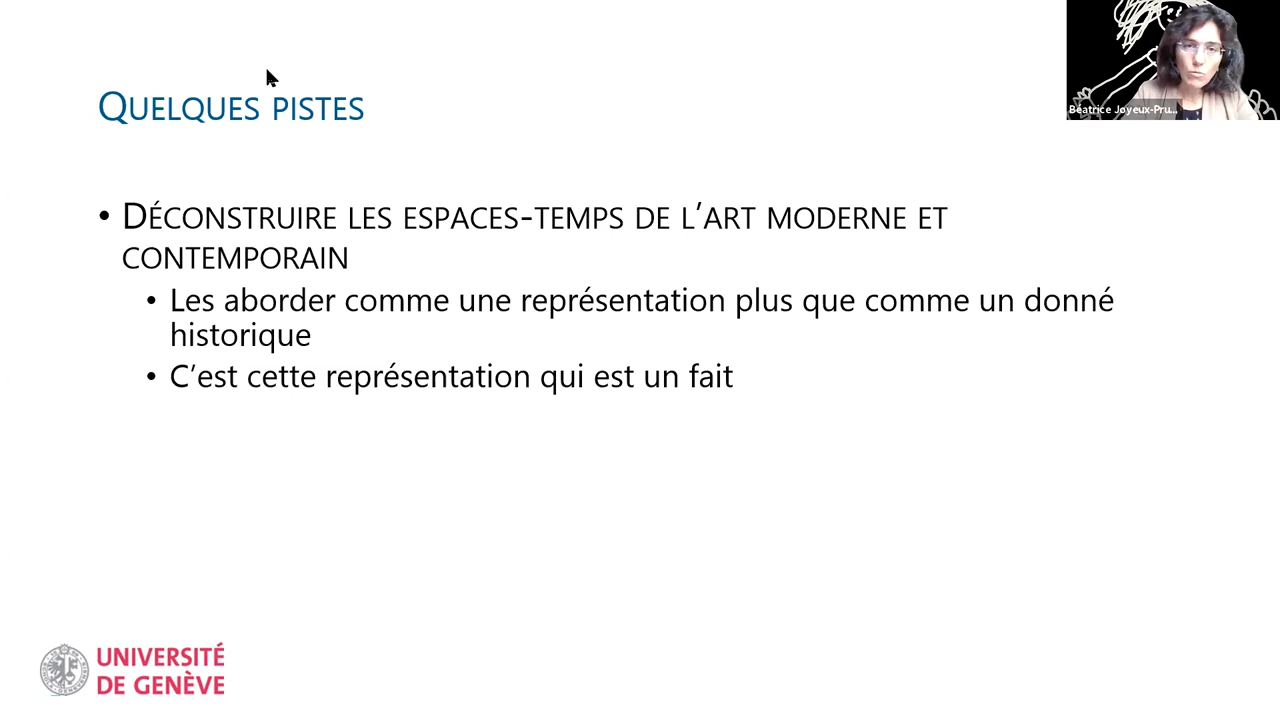 QUELQUES PISTES
Béatrice Joyeux-Pru...
• DÉCONSTRUIRE LES ESPACES-TEMPS DE L’ART MODERNE ET
CONTEMPORAIN
• Les aborder comme une représentation plus que comme un donné
historique
• C’est cette représentation qui est un fait
UNIVERSITÉ
DE GENÈVE